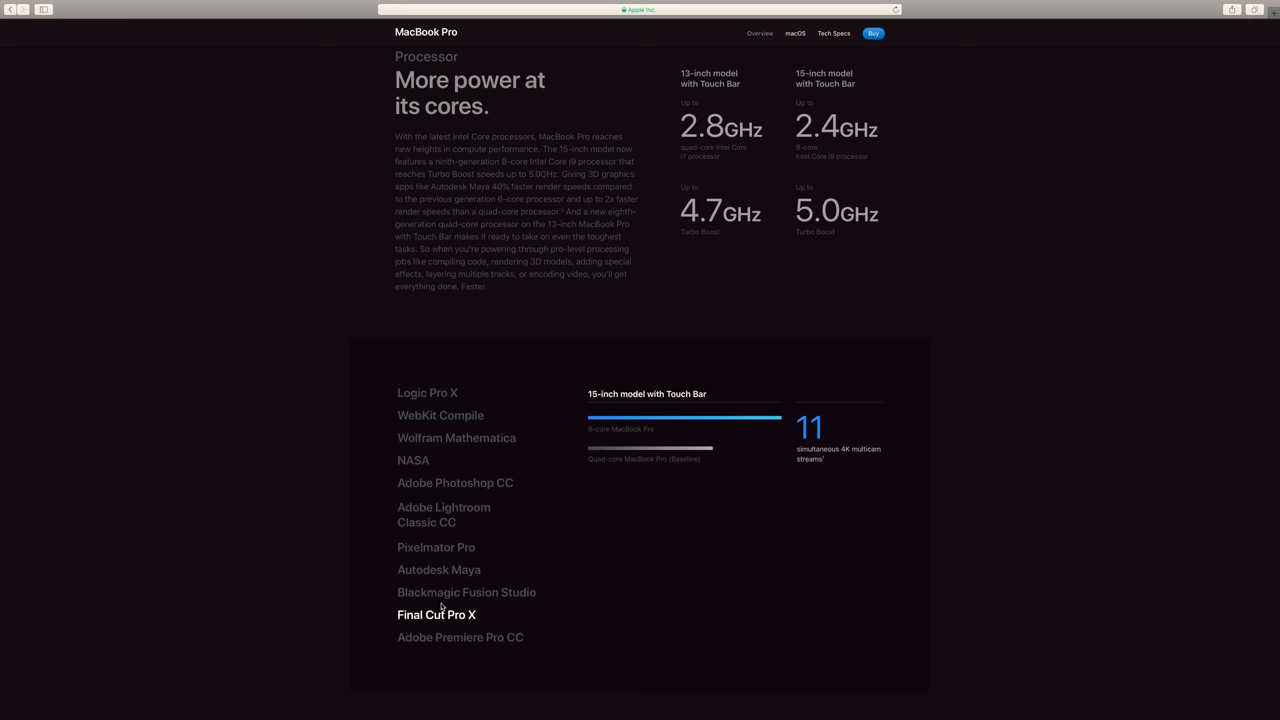 Apple Inc.
MacBook Pro
Overview
macOS
Tech Specs
Buy
Processor
More power at
its cores.
With the latest Intel Core processors, MacBook Pro reaches
new heights in compute performance. The 15-inch model now
features a ninth-generation 8-core Intel Core i9 processor that
reaches Turbo Boost speeds up to 5.0GHz. Giving 3D graphics
apps like Autodesk Maya 40% faster render speeds compared
to the previous generation 6-core processor and up to 2x faster
render speeds than a quad-core processor.² And a new eighth-
generation quad-core processor on the 13-inch MacBook Pro
with Touch Bar makes it ready to take on even the toughest
tasks. So when you're powering through pro-level processing
jobs like compiling code, rendering 3D models, adding special
effects, layering multiple tracks, or encoding video, you'll get
everything done. Faster.
13-inch model
with Touch Bar
Up to
2.8GHz
quad-core Intel Core
i7 processor
Up to
4.7GHz
Turbo Boost
15-inch model
with Touch Bar
Up to
2.4GHz
8-core
Intel Core i9 processor
Up to
5.0GHz
Turbo Boost
Logic Pro X
WebKit Compile
Wolfram Mathematica
NASA
Adobe Photoshop CC
Adobe Lightroom
Classic CC
Pixelmator Pro
Autodesk Maya
Blackmagic Fusion Studio
Final Cut Pro X
Adobe Premiere Pro CC
15-inch model with Touch Bar
8-core MacBook Pro
Quad-core MacBook Pro (Baseline)
11
simultaneous 4K multicam
streams¹